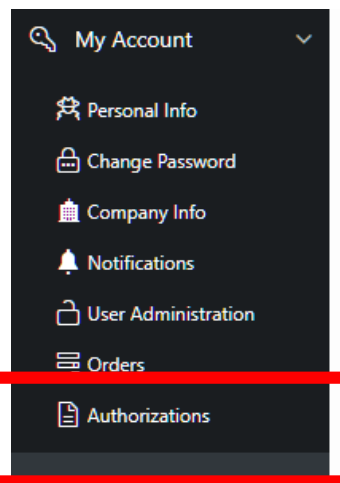 My Account
Personal Info
Change Password
Company Info
Notifications
User Administration
Orders
Authorizations